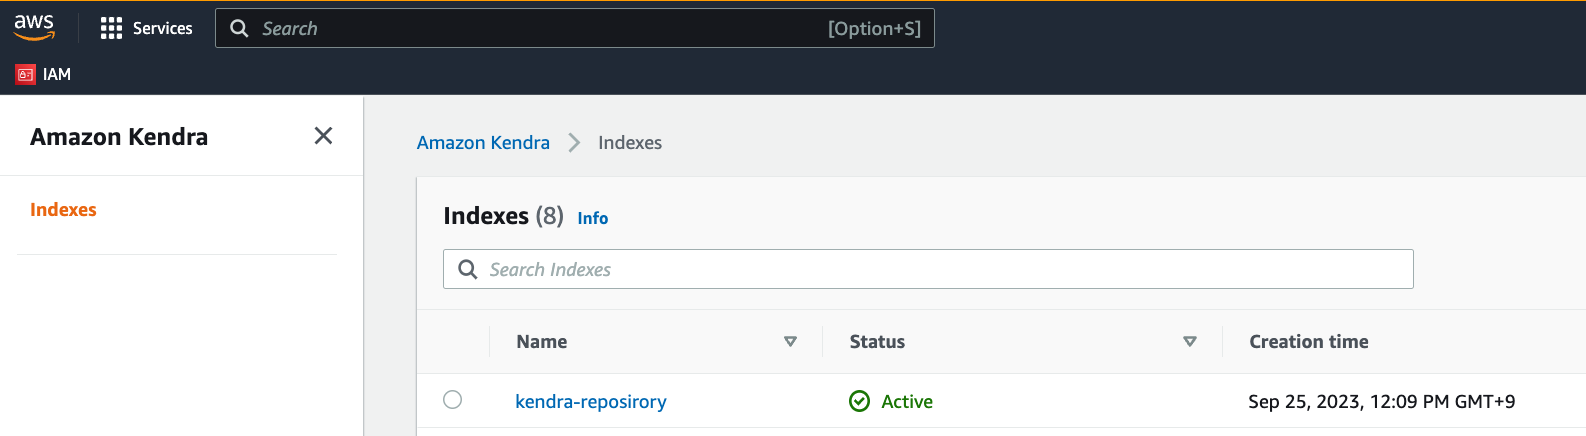 aws
Services
Search
[Option+S]
IAM
Amazon Kendra
Indexes
Amazon Kendra
Indexes
Indexes (8) Info
Search Indexes
Name
Status
Creation time
kendra-reposirory
Active
Sep 25, 2023, 12:09 PM GMT+9